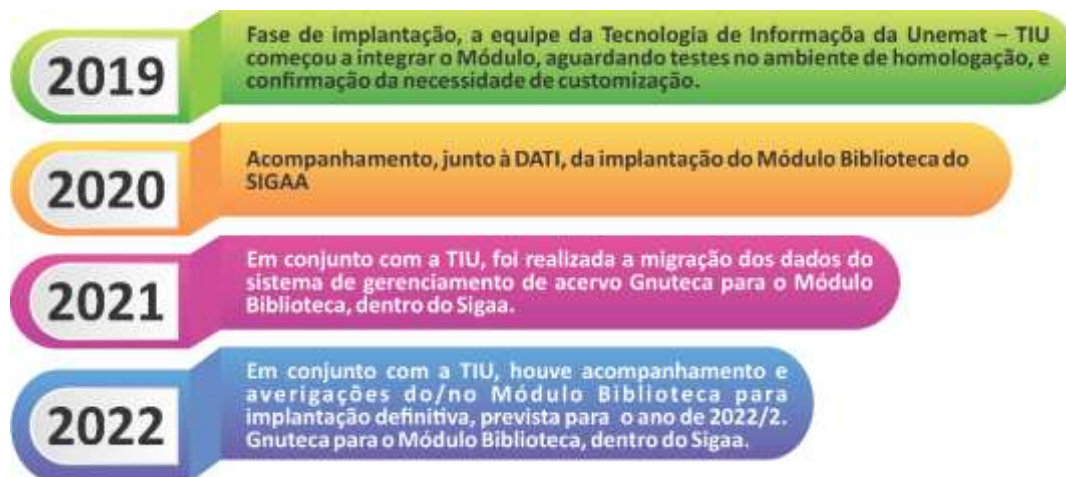 2019
Fase de implantação, a equipe da Tecnologia de Informaçõa da Unemat – TIU
começou a integrar o Módulo, aguardando testes no ambiente de homologação, e
confirmação da necessidade de customização.
2020
Acompanhamento, junto à DATI, da implantação do Módulo Biblioteca do
SIGAA
2021
Em conjunto com a TIU, foi realizada a migração dos dados do
sistema de gerenciamento de acervo Gnuteca para o Módulo
Biblioteca, dentro do Sigaa.
2022
Em conjunto com a TIU, houve acompanhamento e
averigações do/no Módulo Biblioteca para
implantação definitiva, prevista para o ano de 2022/2.
Gnuteca para o Módulo Biblioteca, dentro do Sigaa.